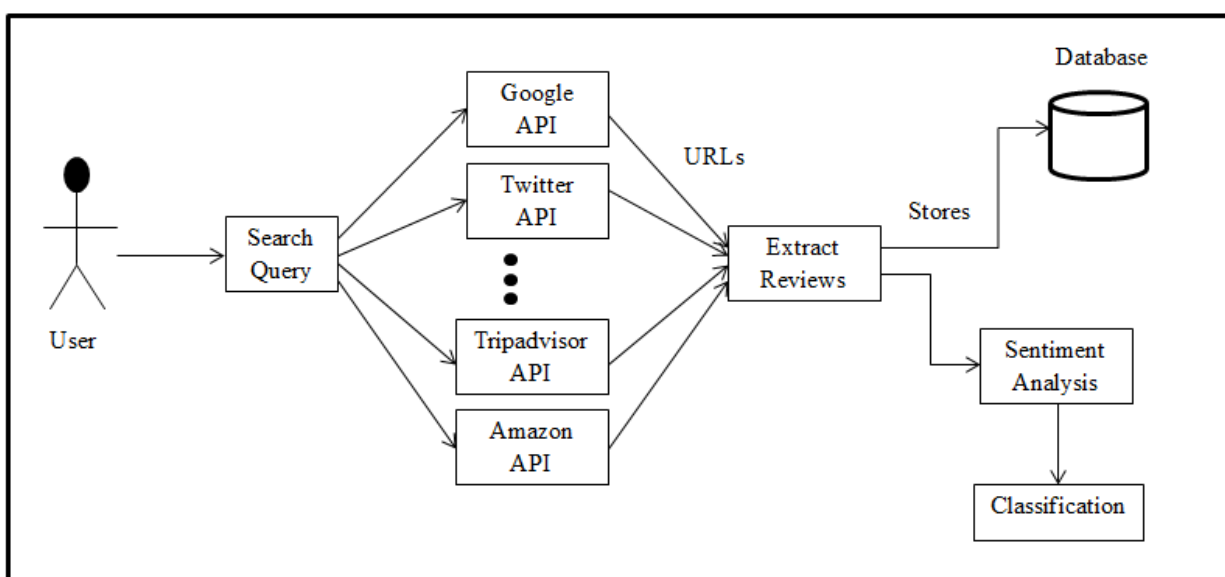 Database
Google
API
URLs
Twitter
API
Stores
Search
Query
Extract
Reviews
User
Tripadvisor
API
Sentiment
Analysis
Amazon
API
Classification